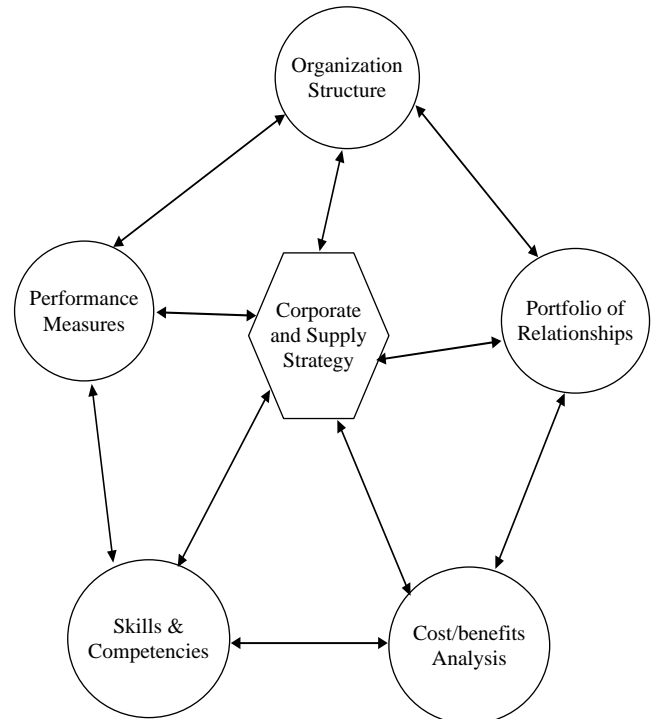 Organization
Structure
Performance
Measures
Corporate
and Supply
Strategy
Portfolio of
Relationships
Skills &
Competencies
Cost/benefits
Analysis